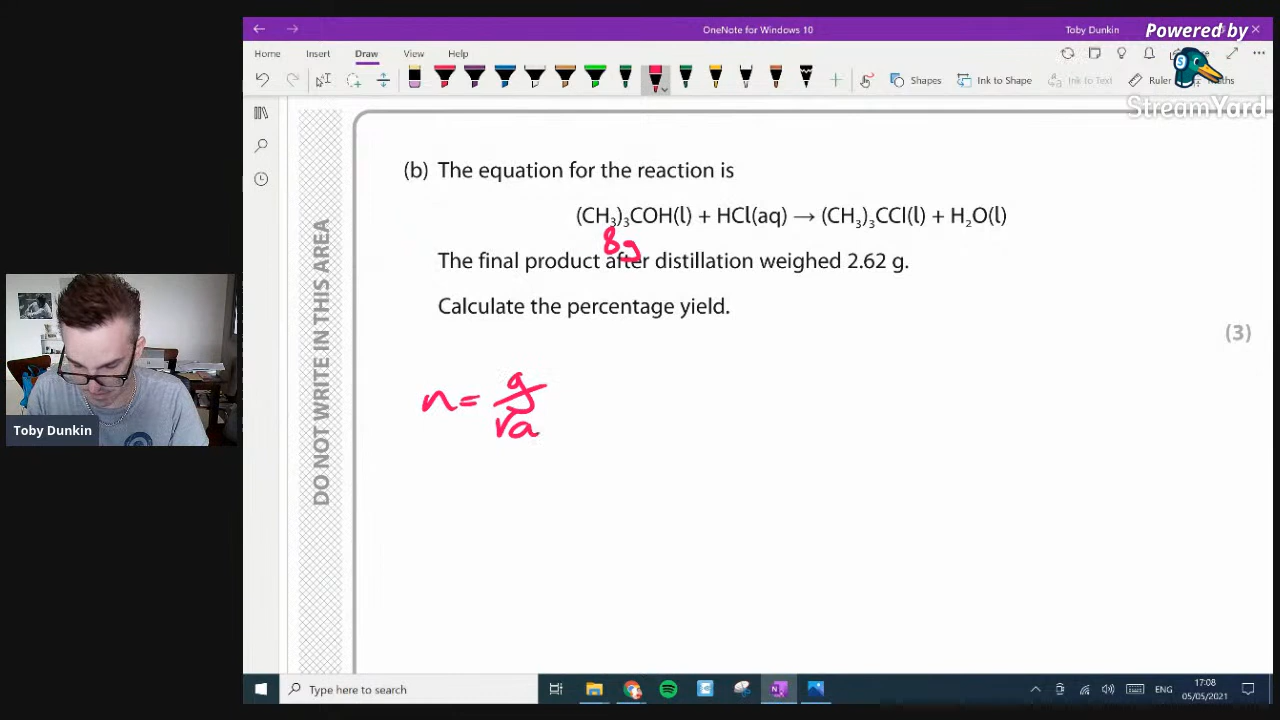 OneNote for Windows 10
Toby Dunkin
Powered by
StreamYard
Home Insert Draw View Help
Shapes Ink to Shape Ink to Text Ruler
DO NOT WRITE IN THIS AREA
(b) The equation for the reaction is
(CH₃)₃COH(l) + HCl(aq) → (CH₃)₃CCl(l) + H₂O(l)
8g
The final product after distillation weighed 2.62 g.
Calculate the percentage yield.
(3)
n =
Toby Dunkin
Type here to search
ENG
17:08
05/05/2021